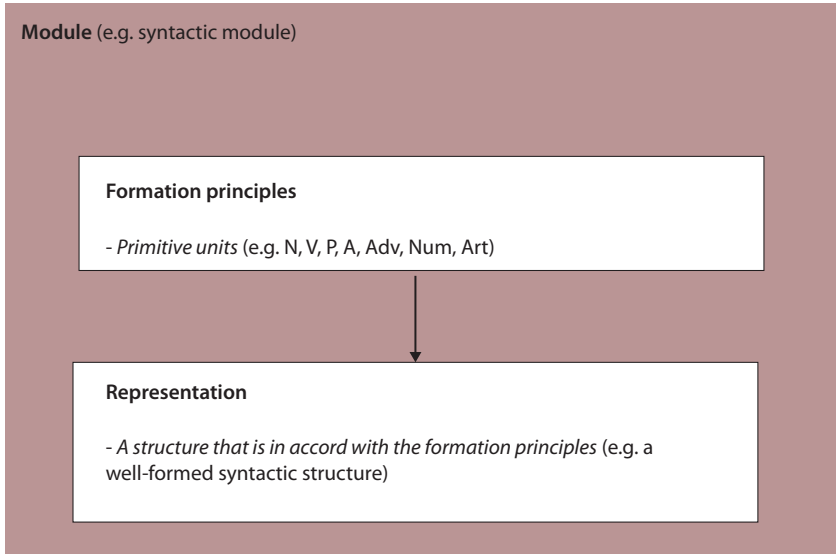 Module (e.g. syntactic module)
Formation principles
- Primitive units (e.g. N, V, P, A, Adv, Num, Art)
Representation
- A structure that is in accord with the formation principles (e.g. a
well-formed syntactic structure)